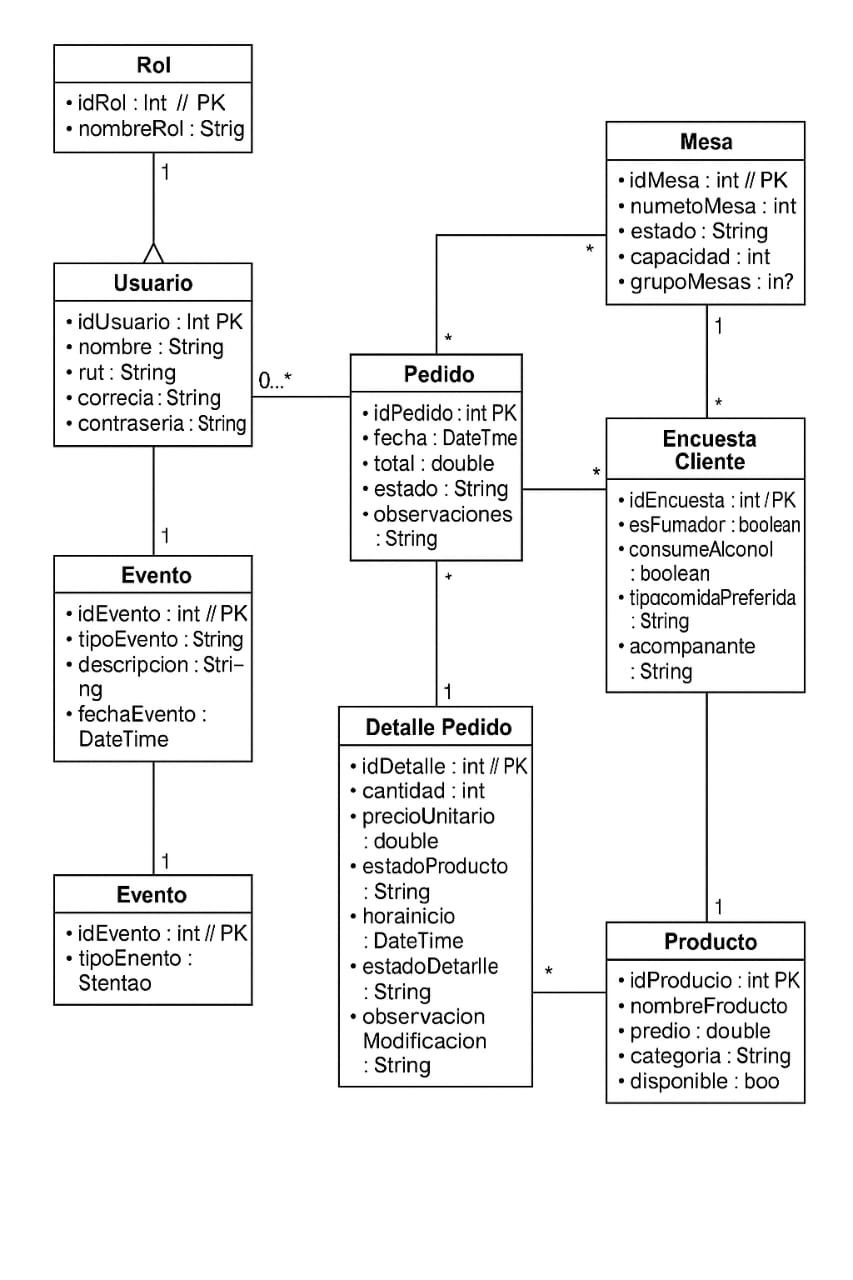 Rol
• idRol : Int // PK
• nombreRol : Strig
1
Usuario
• idUsuario : Int PK
• nombre : String
• rut : String
• correcia : String
• contraseria : String
0...*
1
Evento
• idEvento : int // PK
• tipoEvento : String
• descripcion : Stri–
ng
• fechaEvento :
DateTime
1
Evento
• idEvento : int // PK
• tipoEnento :
Stentao
Mesa
• idMesa : int // PK
• numetoMesa : int
• estado : String
• capacidad : int
• grupoMesas : in?
*
*
1
*
Pedido
• idPedido : int PK
• fecha : DateTme
• total : double
• estado : String
• observaciones
: String
*
*
1
Encuesta
Cliente
• idEncuesta : int / PK
• esFumador : boolean
• consumeAlconol
: boolean
• tipacomidaPreferida
: String
• acompanante
: String
1
Detalle Pedido
• idDetalle : int // PK
• cantidad : int
• precioUnitario
: double
• estadoProducto
: String
• horainicio
: DateTime
• estadoDetarlle
: String
• observacion
Modificacion
: String
*
Producto
• idProducio : int PK
• nombreFroducto
• predio : double
• categoria : String
• disponible : boo